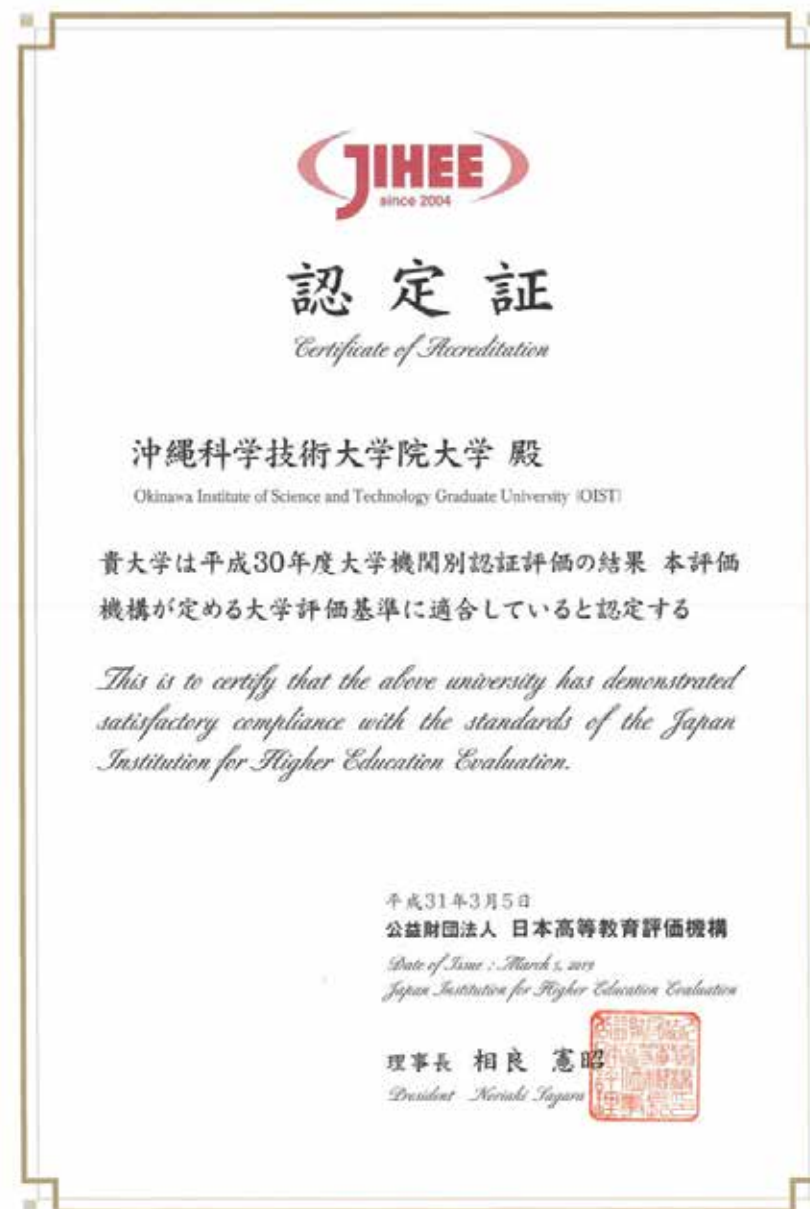 JIHEE
since 2004
認定証
Certificate of Accreditation
沖縄科学技術大学院大学 殿
Okinawa Institute of Science and Technology Graduate University (OIST)
貴大学は平成30年度大学機関別認証評価の結果 本評価
機構が定める大学評価基準に適合していると認定する
This is to certify that the above university has demonstrated
satisfactory compliance with the standards of the Japan
Institution for Higher Education Evaluation.
平成31年3月5日
公益財団法人 日本高等教育評価機構
Date of Issue : March 5, 2019
Japan Institution for Higher Education Evaluation
理事長 相良 憲昭
President Noriaki Sagara